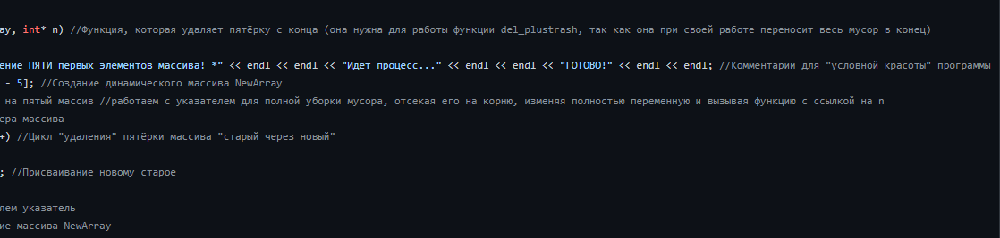 ay, int* n) //Функция, которая удаляет пятёрку с конца (она нужна для работы функции del_plustrash, так как она при своей работе переносит весь мусор в конец)
ение ПЯТИ первых элементов массива! *" << endl << endl << "Идёт процесс..." << endl << endl << "ГОТОВО!" << endl << endl; //Комментарии для "условной красоты" программы
- 5]; //Создание динамического массива NewArray
на пятый массив //работаем с указателем для полной уборки мусора, отсекая его на корню, изменяя полностью переменную и вызывая функцию с ссылкой на n
ера массива
+) //Цикл "удаления" пятёрки массива "старый через новый"
; //Присваивание новому старое
яем указатель
ие массива NewArray